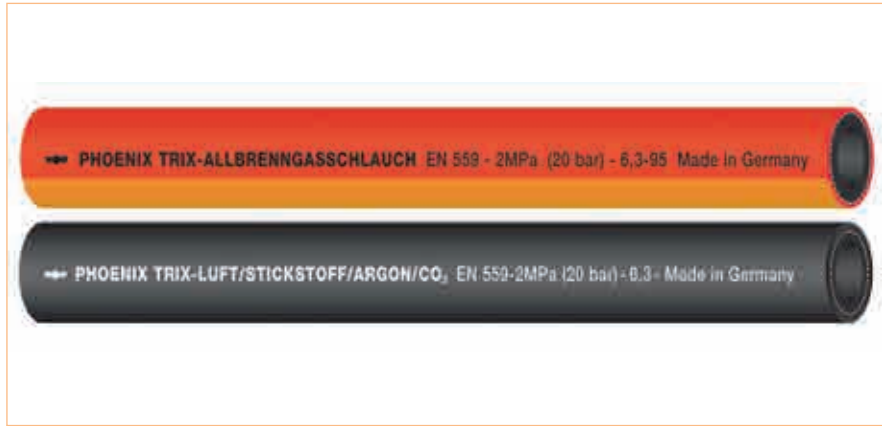 PHOENIX TRIX-ALLBRENNGASSCHLAUCH EN 559 - 2MPa (20 bar) - 6,3-95 Made in Germany
PHOENIX TRIX-LUFT/STICKSTOFF/ARGON/CO₂ EN 559-2MPa (20 bar) - 6,3 - Made in Germany